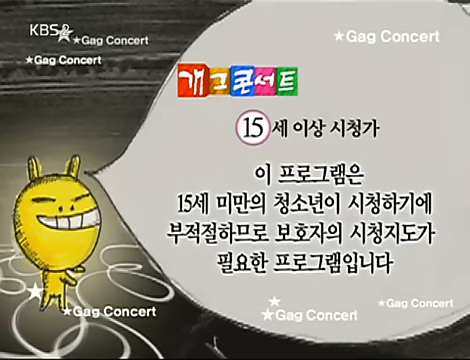 KBS2
★Gag Concert
★Gag Concert
★Gag Concert
개그콘서트
15세 이상 시청가
이 프로그램은
15세 미만의 청소년이 시청하기에
부적절하므로 보호자의 시청지도가
필요한 프로그램입니다
★Gag Concert
★Gag Concert
★Gag Concert